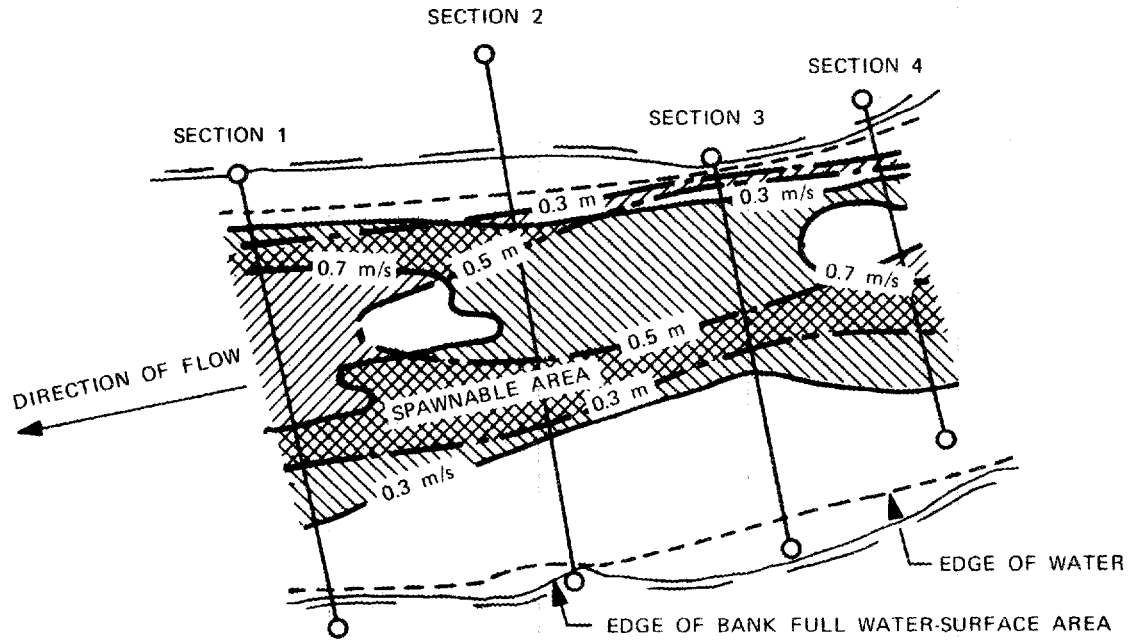 SECTION 2
SECTION 4
SECTION 3
SECTION 1
0.3 m
0.3 m/s
0.5 m
0.7 m/s
0.7 m/s
0.5 m
DIRECTION OF FLOW
SPAWNABLE AREA
0.3 m
0.3 m/s
EDGE OF WATER
EDGE OF BANK FULL WATER-SURFACE AREA